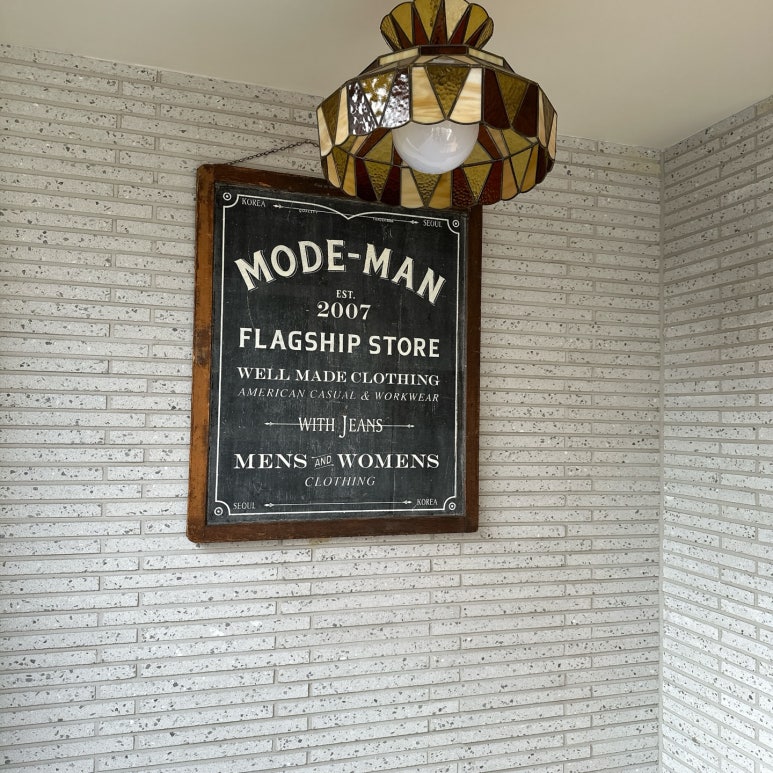 KOREA
SEOUL
MODE-MAN
EST.
2007
FLAGSHIP STORE
WELL MADE CLOTHING
AMERICAN CASUAL & WORKWEAR
WITH JEANS
MENS AND WOMENS
CLOTHING
SEOUL KOREA